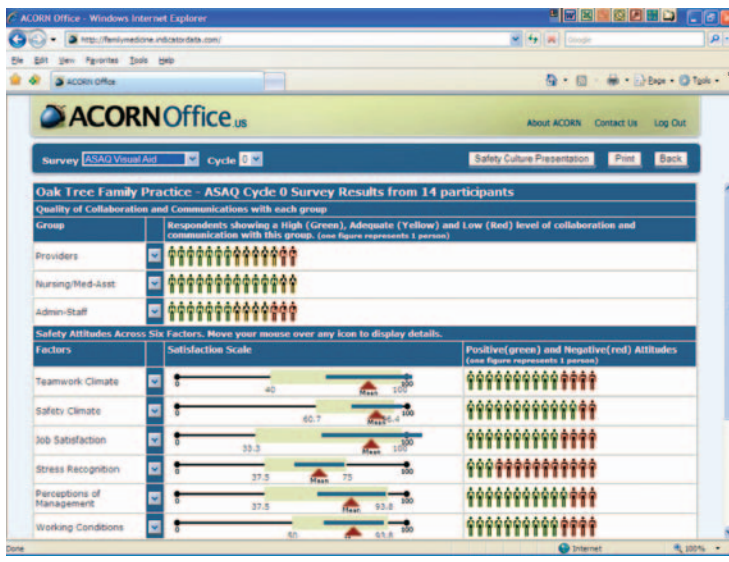 ACORN Office - Windows Internet Explorer
http://familymedicine.indicatordata.com/
Google
File Edit View Favorites Tools Help
ACORN Office
Page Tools
ACORNOffice.us
About ACORN Contact Us Log Out
Survey ASAQ Visual Aid Cycle 0 Safety Culture Presentation Print Back
Oak Tree Family Practice - ASAQ Cycle 0 Survey Results from 14 participants
Quality of Collaboration and Communications with each group
Group Respondents showing a High (Green), Adequate (Yellow) and Low (Red) level of collaboration and
communication with this group. (one figure represents 1 person)
Providers
Nursing/Med-Asst
Admin-Staff
Safety Attitudes Across Six Factors. Move your mouse over any icon to display details.
Factors Satisfaction Scale Positive(green) and Negative(red) Attitudes
(one figure represents 1 person)
Teamwork Climate 0 40 Mean 100 100
Safety Climate 0 60.7 Mean 6.4 100
Job Satisfaction 0 33.3 Mean 100 100
Stress Recognition 0 37.5 Mean 75 100
Perceptions of
Management 0 37.5 Mean 93.8 100
Working Conditions 0 50 93.8 100
Done Internet 100%